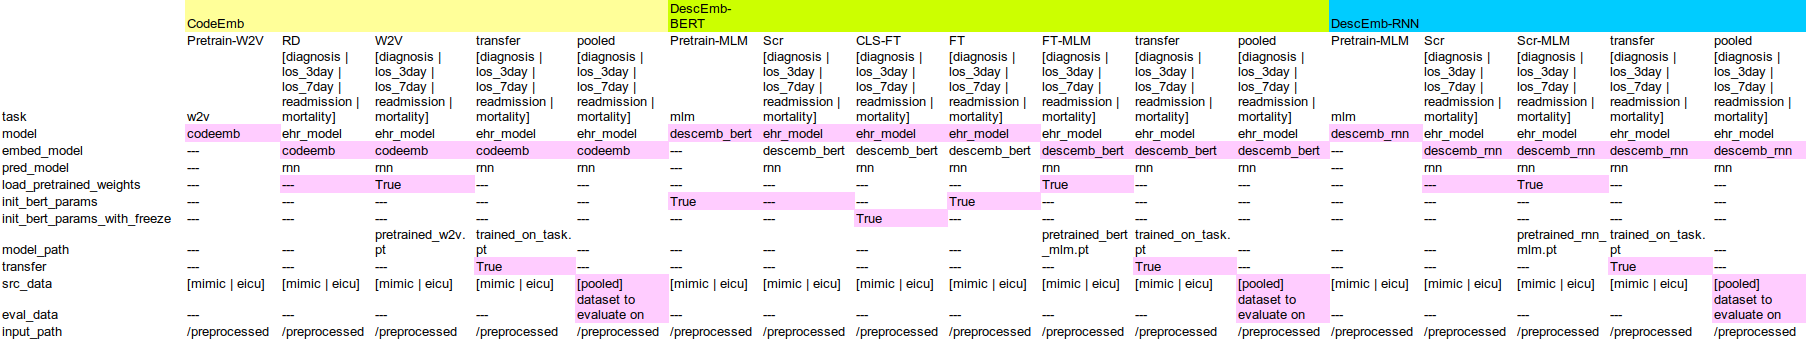 DescEmb-
CodeEmb BERT DescEmb-RNN
Pretrain-W2V RD W2V transfer pooled Pretrain-MLM Scr CLS-FT FT FT-MLM transfer pooled Pretrain-MLM Scr Scr-MLM transfer pooled
[diagnosis | [diagnosis | [diagnosis | [diagnosis | [diagnosis | [diagnosis | [diagnosis | [diagnosis | [diagnosis | [diagnosis | [diagnosis | [diagnosis | [diagnosis | [diagnosis |
los_3day | los_3day | los_3day | los_3day | los_3day | los_3day | los_3day | los_3day | los_3day | los_3day | los_3day | los_3day | los_3day | los_3day |
los_7day | los_7day | los_7day | los_7day | los_7day | los_7day | los_7day | los_7day | los_7day | los_7day | los_7day | los_7day | los_7day | los_7day |
readmission | readmission | readmission | readmission | readmission | readmission | readmission | readmission | readmission | readmission | readmission | readmission | readmission | readmission |
task w2v mortality] mortality] mortality] mortality] mlm mortality] mortality] mortality] mortality] mortality] mortality] mlm mortality] mortality] mortality] mortality]
model codeemb ehr_model ehr_model ehr_model ehr_model descemb_bert ehr_model ehr_model ehr_model ehr_model ehr_model ehr_model descemb_rnn ehr_model ehr_model ehr_model ehr_model
embed_model --- codeemb codeemb codeemb codeemb --- descemb_bert descemb_bert descemb_bert descemb_bert descemb_bert descemb_bert --- descemb_rnn descemb_rnn descemb_rnn descemb_rnn
pred_model --- rnn rnn rnn rnn --- rnn rnn rnn rnn rnn rnn --- rnn rnn rnn rnn
load_pretrained_weights --- --- True --- --- --- --- --- --- True --- --- --- --- True --- ---
init_bert_params --- --- --- --- --- True --- --- True --- --- --- --- --- --- --- ---
init_bert_params_with_freeze --- --- --- --- --- --- --- True --- --- --- --- --- --- --- --- ---
pretrained_w2v. trained_on_task. pretrained_bert trained_on_task. pretrained_rnn_ trained_on_task.
model_path --- --- pt pt --- --- --- --- --- _mlm.pt pt --- --- --- mlm.pt pt ---
transfer --- --- --- True --- --- --- --- --- --- True --- --- --- --- True ---
src_data [mimic | eicu] [mimic | eicu] [mimic | eicu] [mimic | eicu] [pooled] [mimic | eicu] [mimic | eicu] [mimic | eicu] [mimic | eicu] [mimic | eicu] [mimic | eicu] [pooled] [mimic | eicu] [mimic | eicu] [mimic | eicu] [mimic | eicu] [pooled]
dataset to dataset to dataset to
eval_data --- --- --- --- evaluate on --- --- --- --- --- --- evaluate on --- --- --- --- evaluate on
input_path /preprocessed /preprocessed /preprocessed /preprocessed /preprocessed /preprocessed /preprocessed /preprocessed /preprocessed /preprocessed /preprocessed /preprocessed /preprocessed /preprocessed /preprocessed /preprocessed /preprocessed